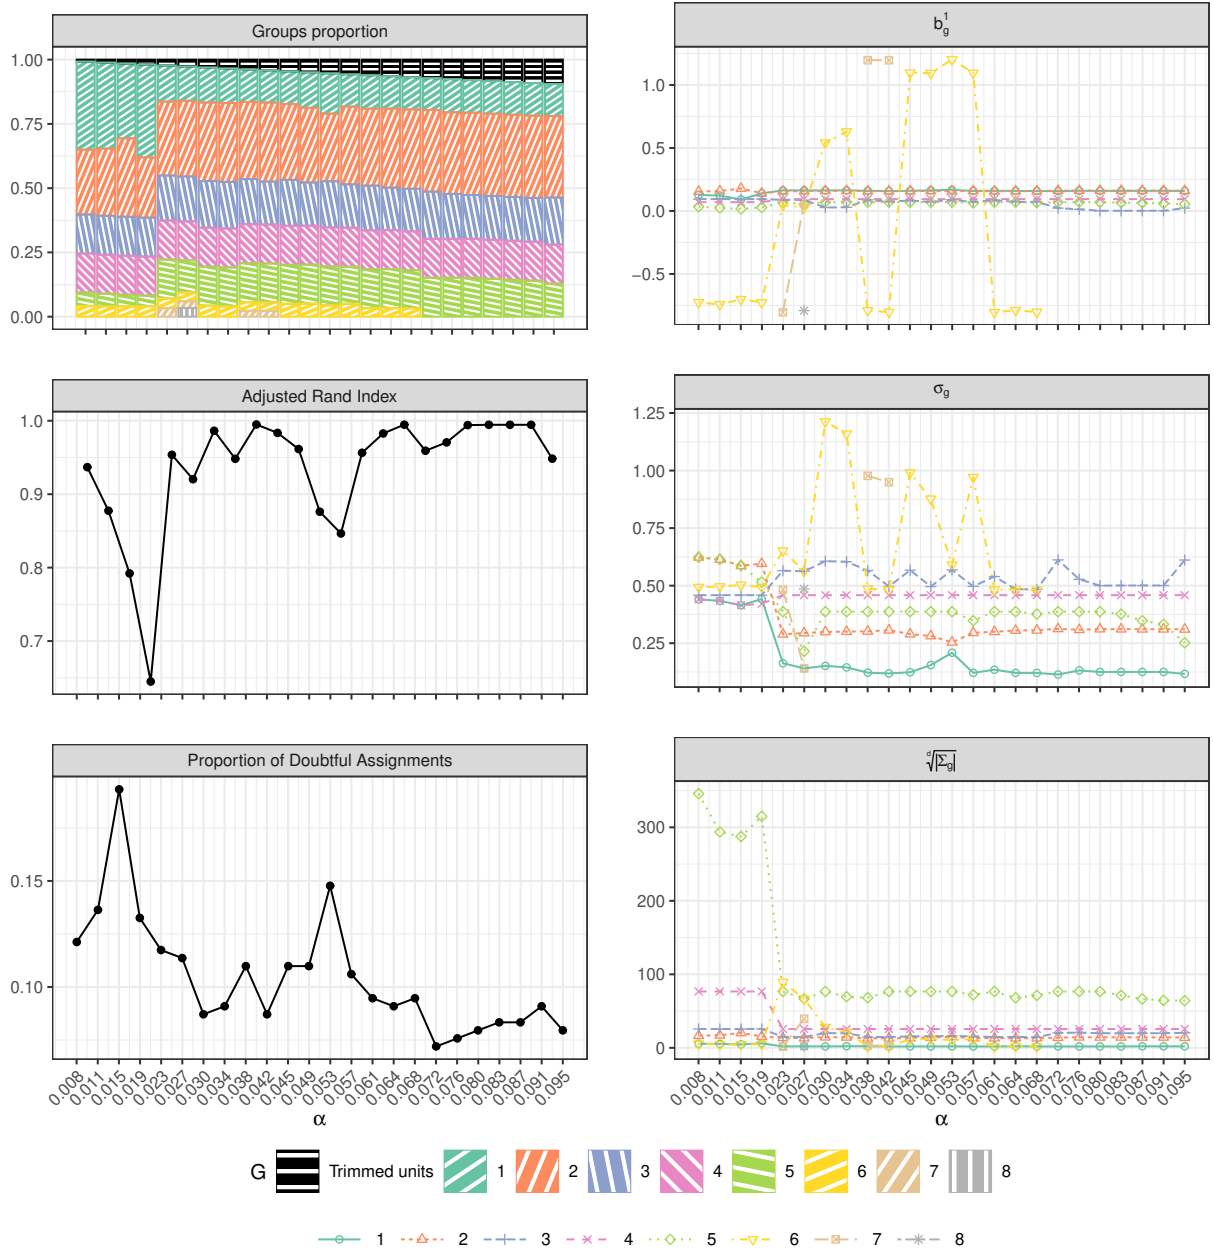 Groups proportion
1.00
0.75
0.50
0.25
0.00
b_g^1
1.0
0.5
0.0
−0.5
Adjusted Rand Index
1.0
0.9
0.8
0.7
σ_g
1.25
1.00
0.75
0.50
0.25
Proportion of Doubtful Assignments
0.15
0.10
0.008 0.011 0.015 0.019 0.023 0.027 0.030 0.034 0.038 0.042 0.045 0.049 0.053 0.057 0.061 0.064 0.068 0.072 0.076 0.080 0.083 0.087 0.091 0.095
α
ᵈ√|Σ_g|
300
200
100
0
0.008 0.011 0.015 0.019 0.023 0.027 0.030 0.034 0.038 0.042 0.045 0.049 0.053 0.057 0.061 0.064 0.068 0.072 0.076 0.080 0.083 0.087 0.091 0.095
α
G Trimmed units 1 2 3 4 5 6 7 8
1 2 3 4 5 6 7 8